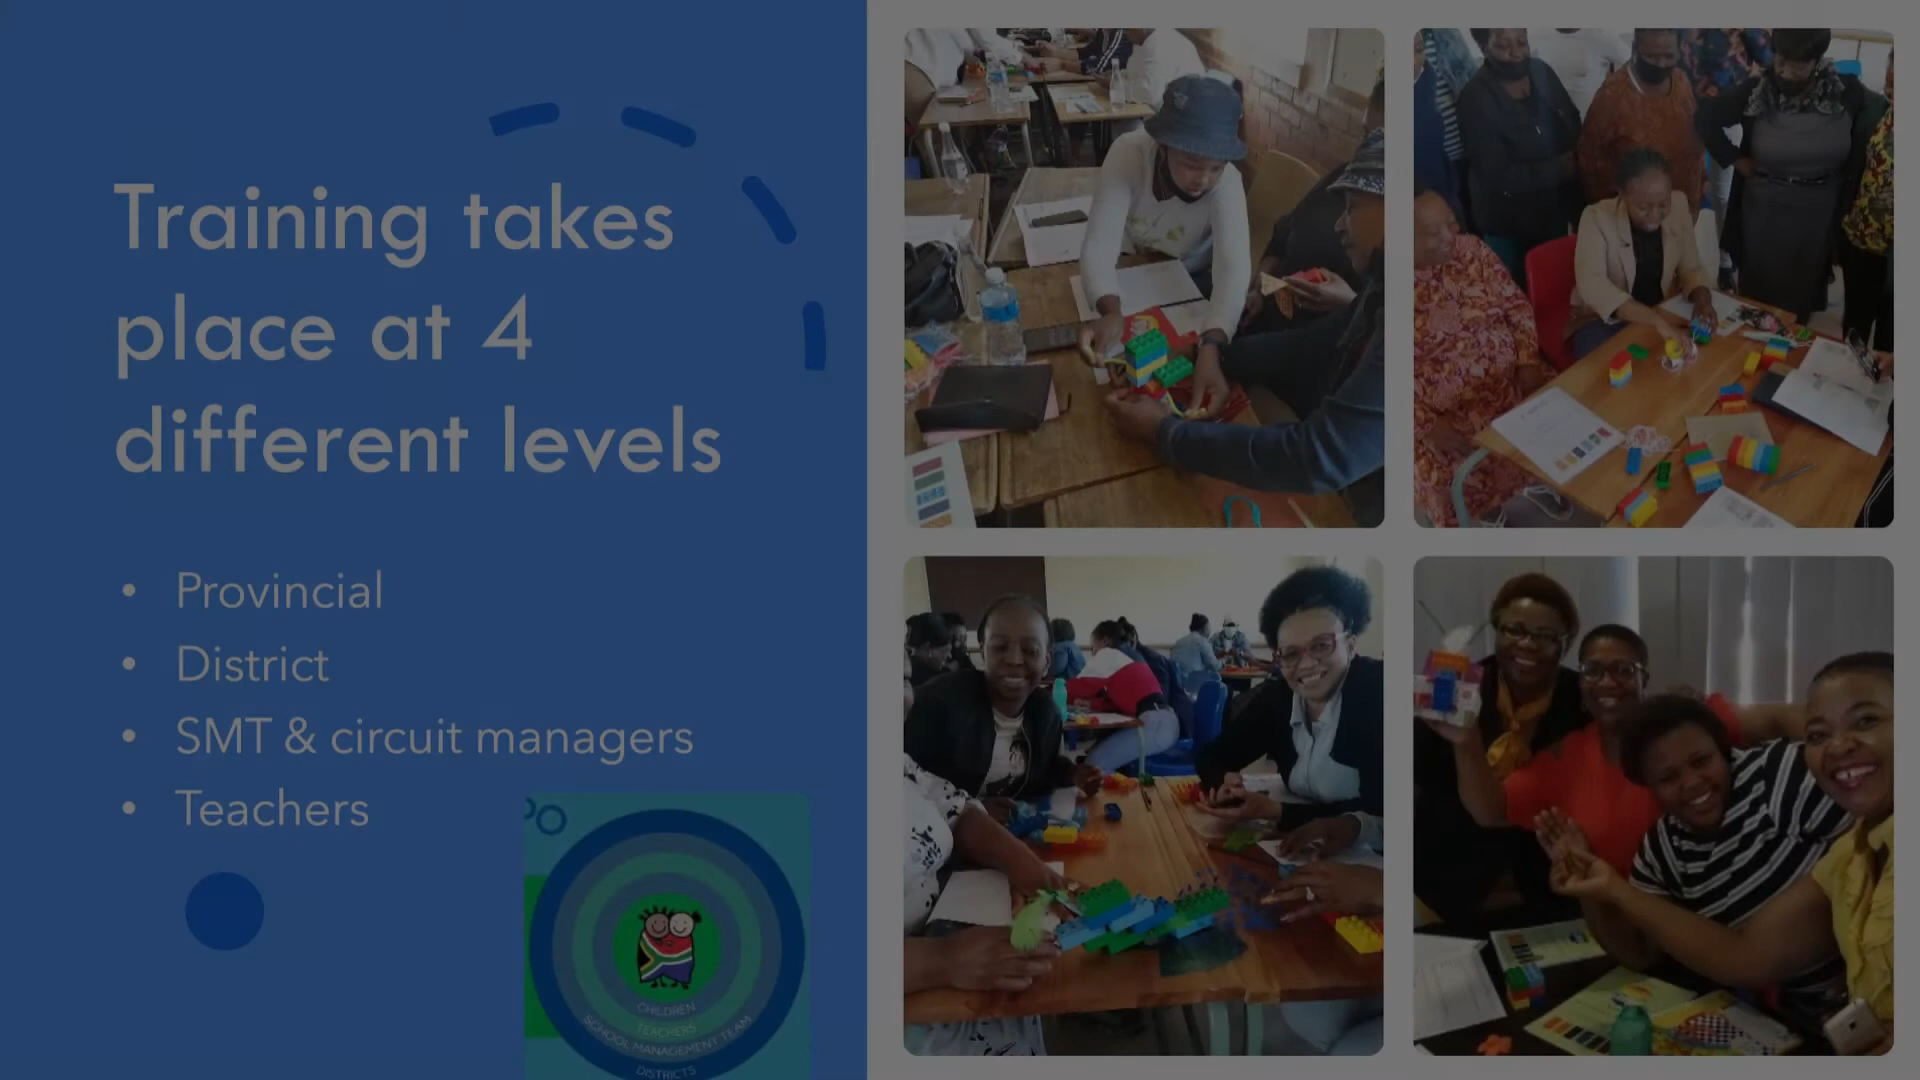 Training takes
place at 4
different levels
• Provincial
• District
• SMT & circuit managers
• Teachers
CHILDREN
TEACHERS
SCHOOL MANAGEMENT TEAM
DISTRICTS